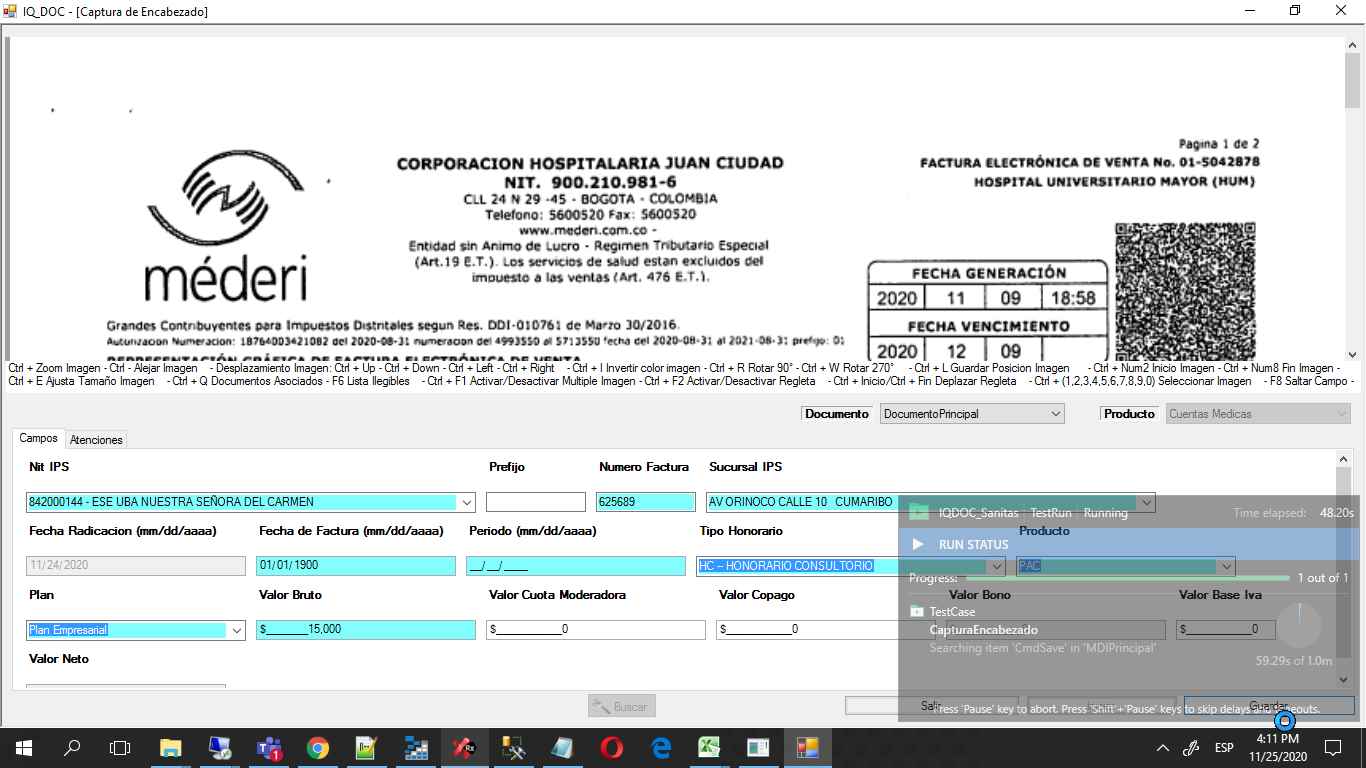 IQ_DOC - [Captura de Encabezado]
Pagina 1 de 2
CORPORACION HOSPITALARIA JUAN CIUDAD
FACTURA ELECTRÓNICA DE VENTA No. 01-5042878
NIT. 900.210.981-6
HOSPITAL UNIVERSITARIO MAYOR (HUM)
CLL 24 N 29 -45 - BOGOTA - COLOMBIA
Telefono: 5600520 Fax: 5600520
www.mederi.com.co -
Entidad sin Animo de Lucro - Regimen Tributario Especial
(Art.19 E.T.). Los servicios de salud estan excluidos del
impuesto a las ventas (Art. 476 E.T.).
méderi
FECHA GENERACIÓN
2020 11 09 18:58
FECHA VENCIMIENTO
2020 12 09
Grandes Contribuyentes para Impuestos Distritales segun Res. DDI-010761 de Marzo 30/2016.
Autorizacion Numeracion: 18764003421082 del 2020-08-31 numeracion del 4993550 al 5713550 fecha del 2020-08-31 al 2021-08-31 prefijo: 01
REPRESENTACIÓN GRÁFICA DE FACTURA ELECTRÓNICA DE VENTA
Ctrl + Zoom Imagen - Ctrl - Alejar Imagen - Desplazamiento Imagen: Ctrl + Up - Ctrl + Down - Ctrl + Left - Ctrl + Right - Ctrl + I Invertir color imagen - Ctrl + R Rotar 90° - Ctrl + W Rotar 270° - Ctrl + L Guardar Posicion Imagen - Ctrl + Num2 Inicio Imagen - Ctrl + Num8 Fin Imagen -
Ctrl + E Ajusta Tamaño Imagen - Ctrl + Q Documentos Asociados - F6 Lista Ilegibles - Ctrl + F1 Activar/Desactivar Multiple Imagen - Ctrl + F2 Activar/Desactivar Regleta - Ctrl + Inicio/Ctrl + Fin Deplazar Regleta - Ctrl + (1,2,3,4,5,6,7,8,9,0) Seleccionar Imagen - F8 Saltar Campo -
Documento DocumentoPrincipal Producto Cuentas Medicas
Campos Atenciones
Nit IPS Prefijo Numero Factura Sucursal IPS
842000144 - ESE UBA NUESTRA SEÑORA DEL CARMEN 625689 AV ORINOCO CALLE 10 CUMARIBO
IQDOC_Sanitas TestRun Running Time elapsed: 48.20s
Fecha Radicacion (mm/dd/aaaa) Fecha de Factura (mm/dd/aaaa) Periodo (mm/dd/aaaa) Tipo Honorario Producto
RUN STATUS
11/24/2020 01/01/1900 __/__/____ HC – HONORARIO CONSULTORIO PAC
Progress: 1 out of 1
Plan Valor Bruto Valor Cuota Moderadora Valor Copago Valor Bono Valor Base Iva
TestCase
Plan Empresarial $________15,000 $____________0 $____________0 0 $____________0
CapturaEncabezado
Searching item 'CmdSave' in 'MDIPrincipal'
Valor Neto
59.29s of 1.0m
Buscar Guardar
Press 'Pause' key to abort. Press 'Shift'+'Pause' keys to skip delays and timeouts.
1
ESP
4:11 PM
11/25/2020